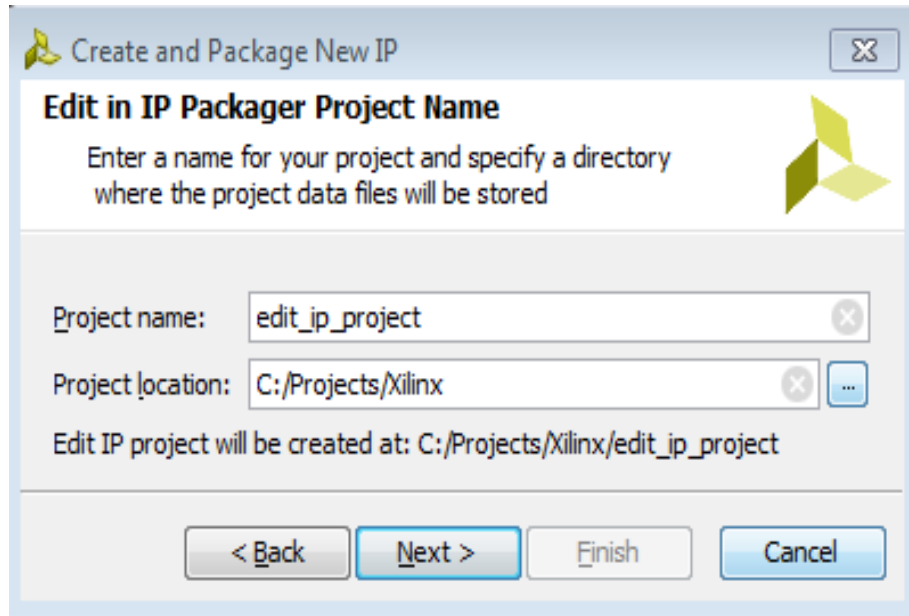 Create and Package New IP
Edit in IP Packager Project Name
Enter a name for your project and specify a directory
where the project data files will be stored
Project name: edit_ip_project
Project location: C:/Projects/Xilinx ...
Edit IP project will be created at: C:/Projects/Xilinx/edit_ip_project
< Back Next > Finish Cancel